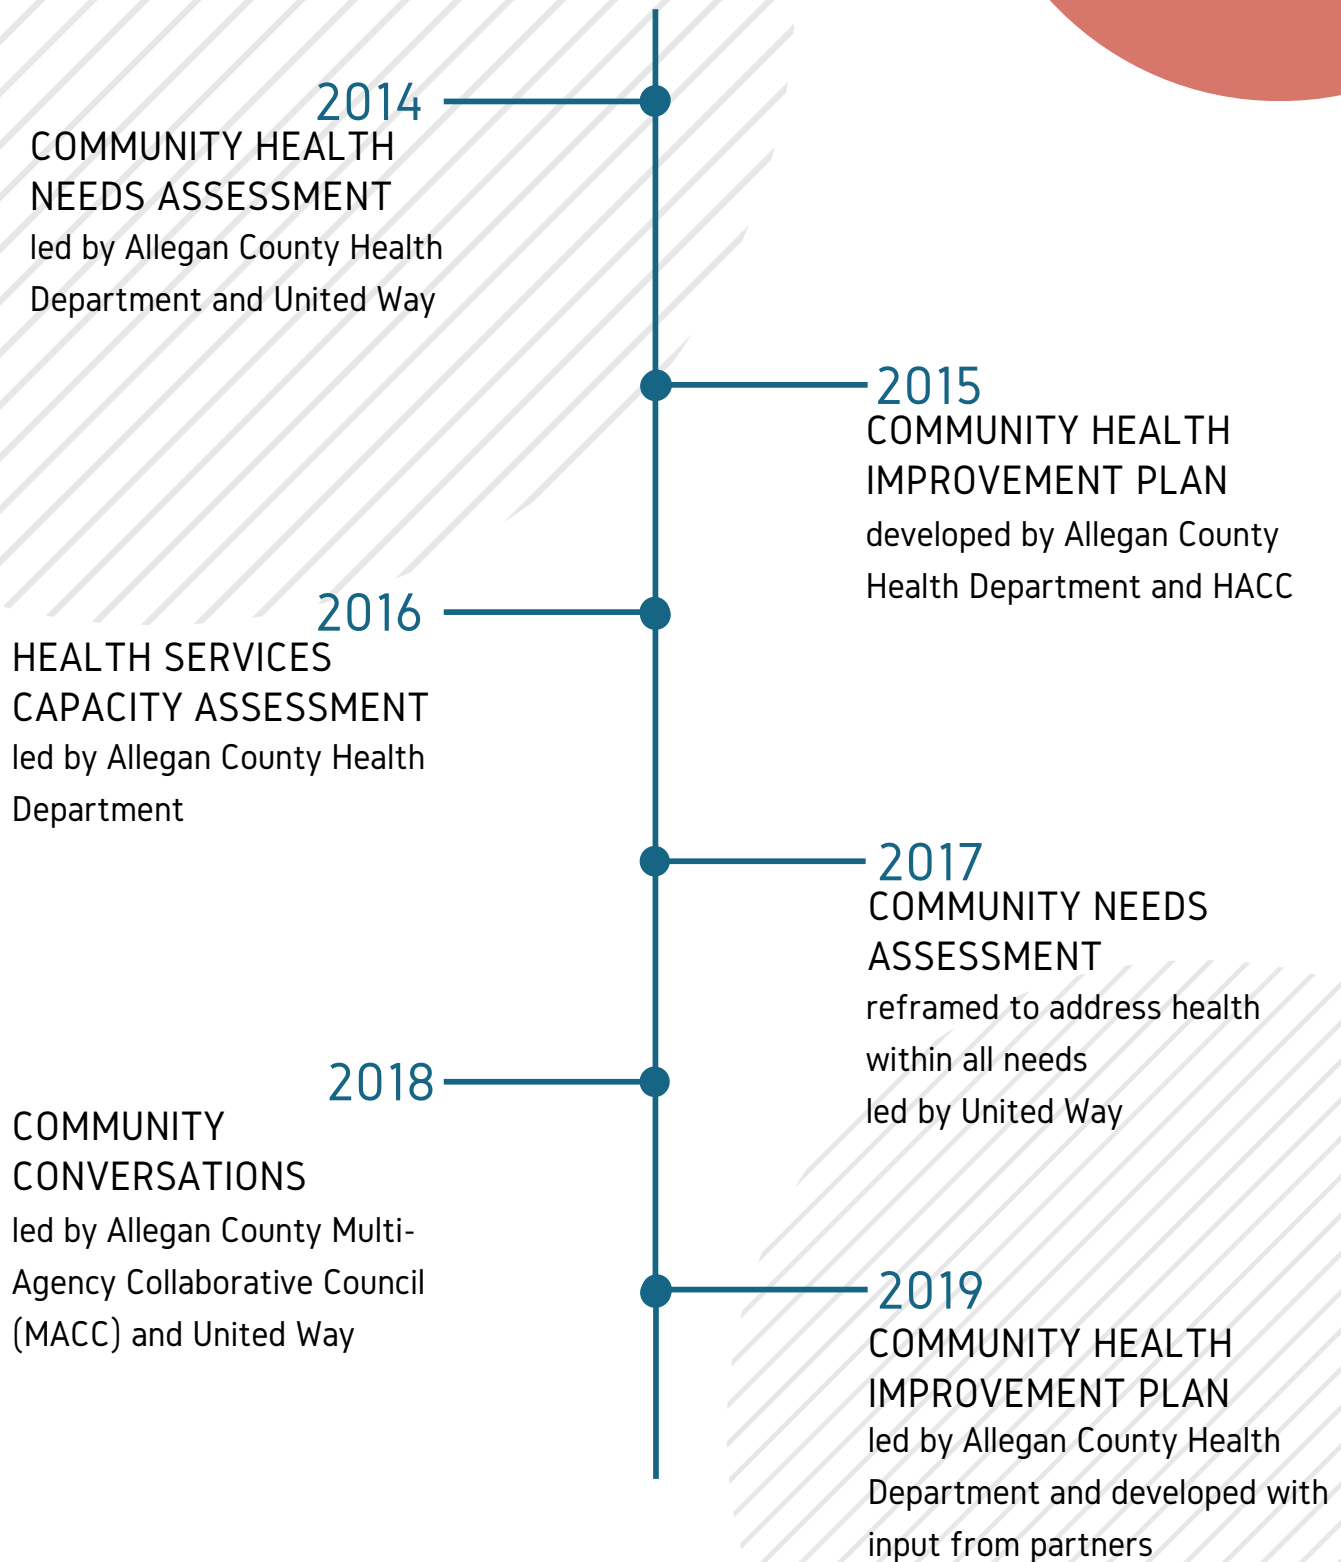 2014
COMMUNITY HEALTH
NEEDS ASSESSMENT
led by Allegan County Health
Department and United Way
2015
COMMUNITY HEALTH
IMPROVEMENT PLAN
developed by Allegan County
Health Department and HACC
2016
HEALTH SERVICES
CAPACITY ASSESSMENT
led by Allegan County Health
Department
2017
COMMUNITY NEEDS
ASSESSMENT
reframed to address health
within all needs
led by United Way
2018
COMMUNITY
CONVERSATIONS
led by Allegan County Multi-
Agency Collaborative Council
(MACC) and United Way
2019
COMMUNITY HEALTH
IMPROVEMENT PLAN
led by Allegan County Health
Department and developed with
input from partners